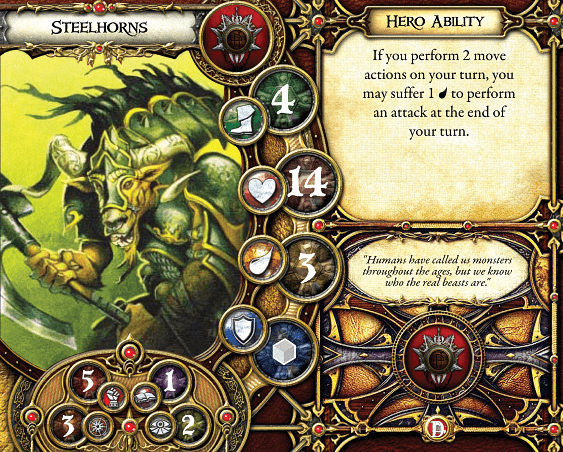 STEELHORNS
HERO ABILITY
If you perform 2 move
actions on your turn, you
may suffer 1 to perform
an attack at the end of
your turn.
4
14
3
"Humans have called us monsters
throughout the ages, but we know
who the real beasts are."
5
1
3
2
D